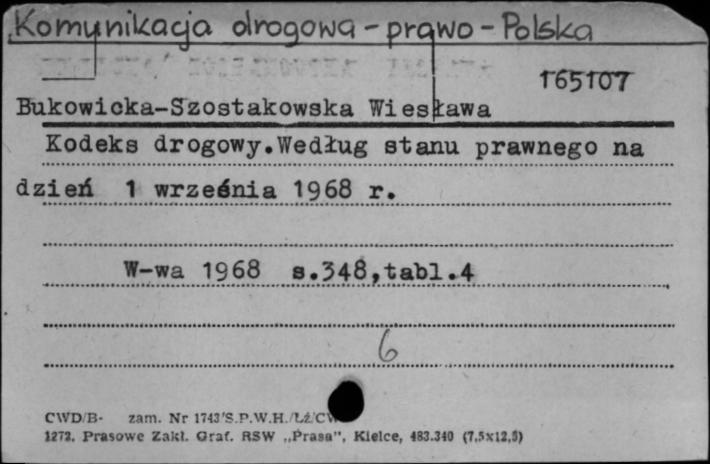 Komunikacja drogowa - prawo - Polska
165107
Bukowicka-Szostakowska Wiesława
Kodeks drogowy.Według stanu prawnego na
dzień 1 września 1968 r.
W-wa 1968 s.348,tabl.4
6
CWD/B- zam. Nr 1743/S.P.W.H./Łź/CW
1272. Prasowe Zakł. Graf. RSW „Prasa", Kielce, 483.340 (7,5x12,5)